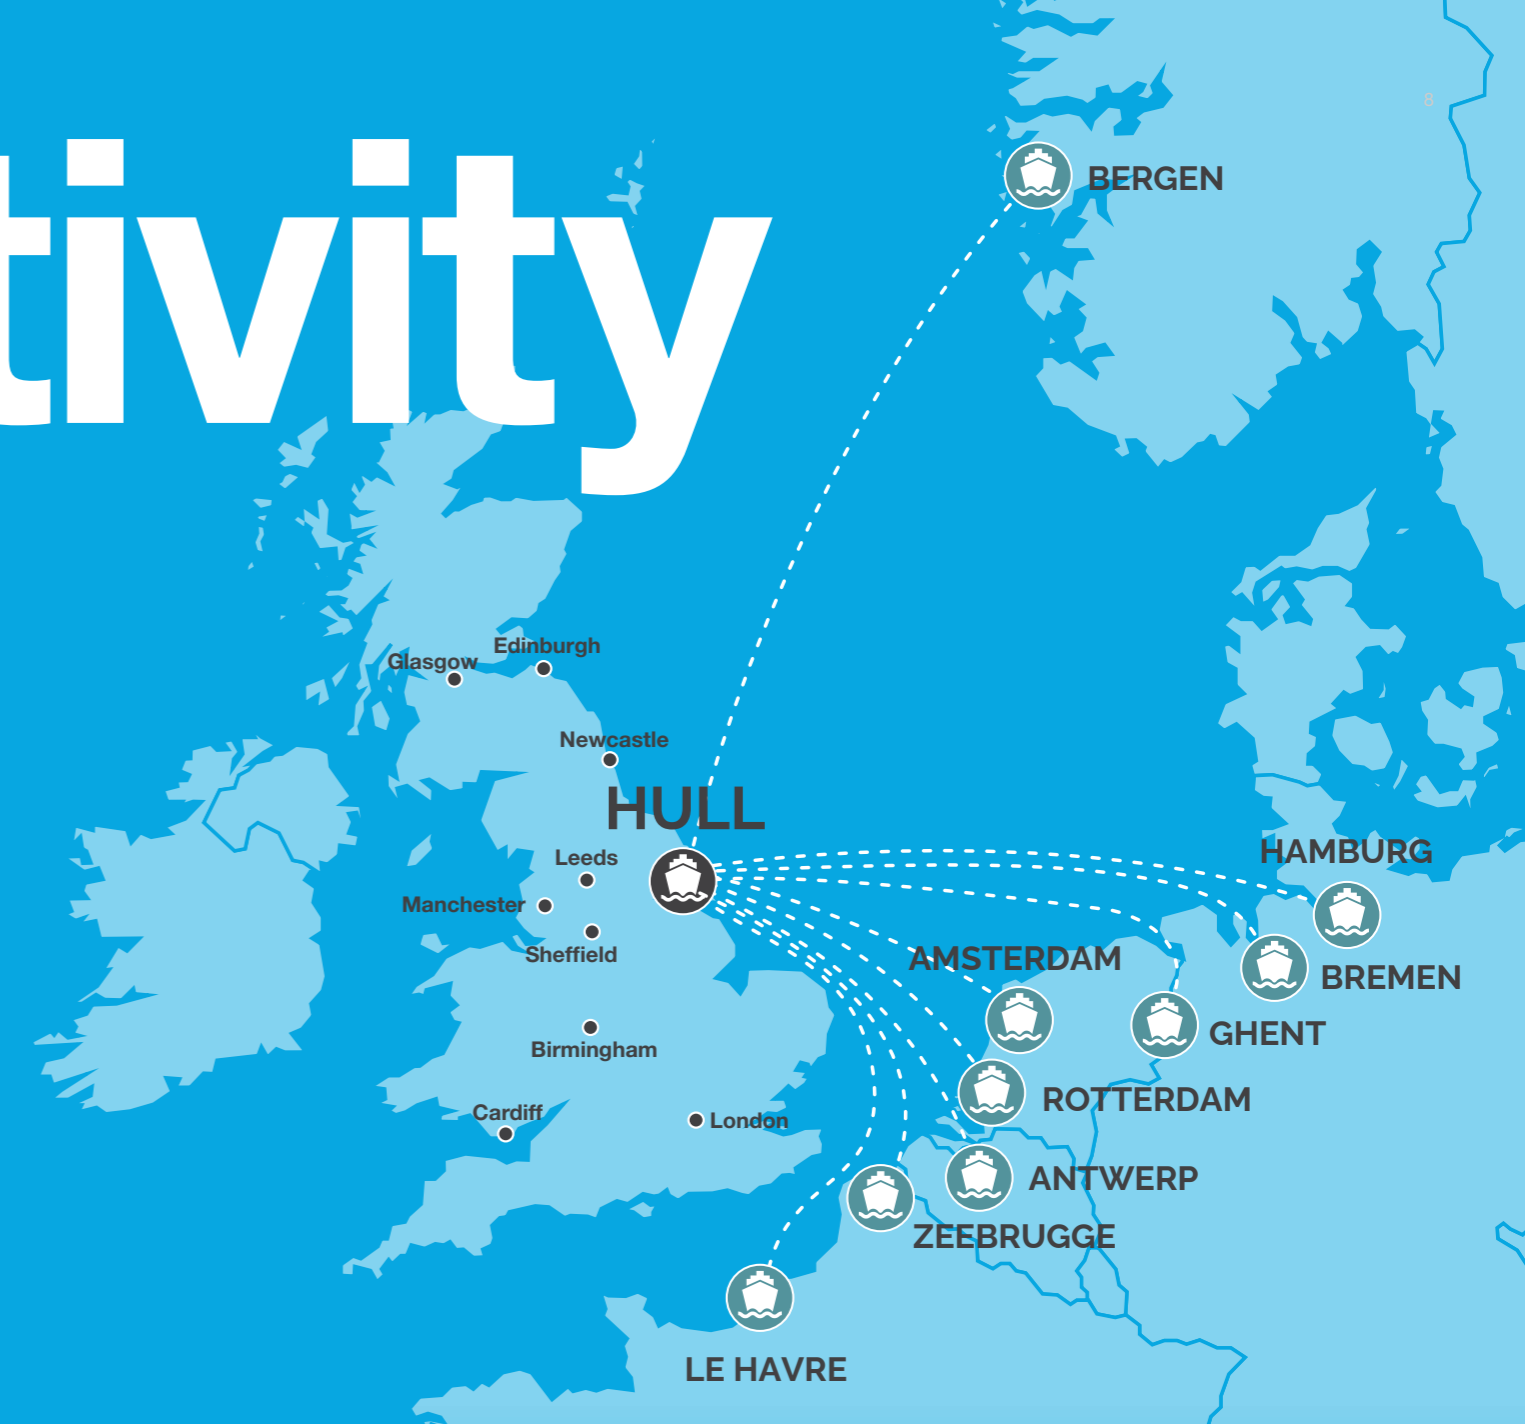 8
tivity
BERGEN
Edinburgh
Glasgow
Newcastle
HULL
Leeds
HAMBURG
Manchester
Sheffield
AMSTERDAM
BREMEN
GHENT
Birmingham
ROTTERDAM
Cardiff
London
ANTWERP
ZEEBRUGGE
LE HAVRE